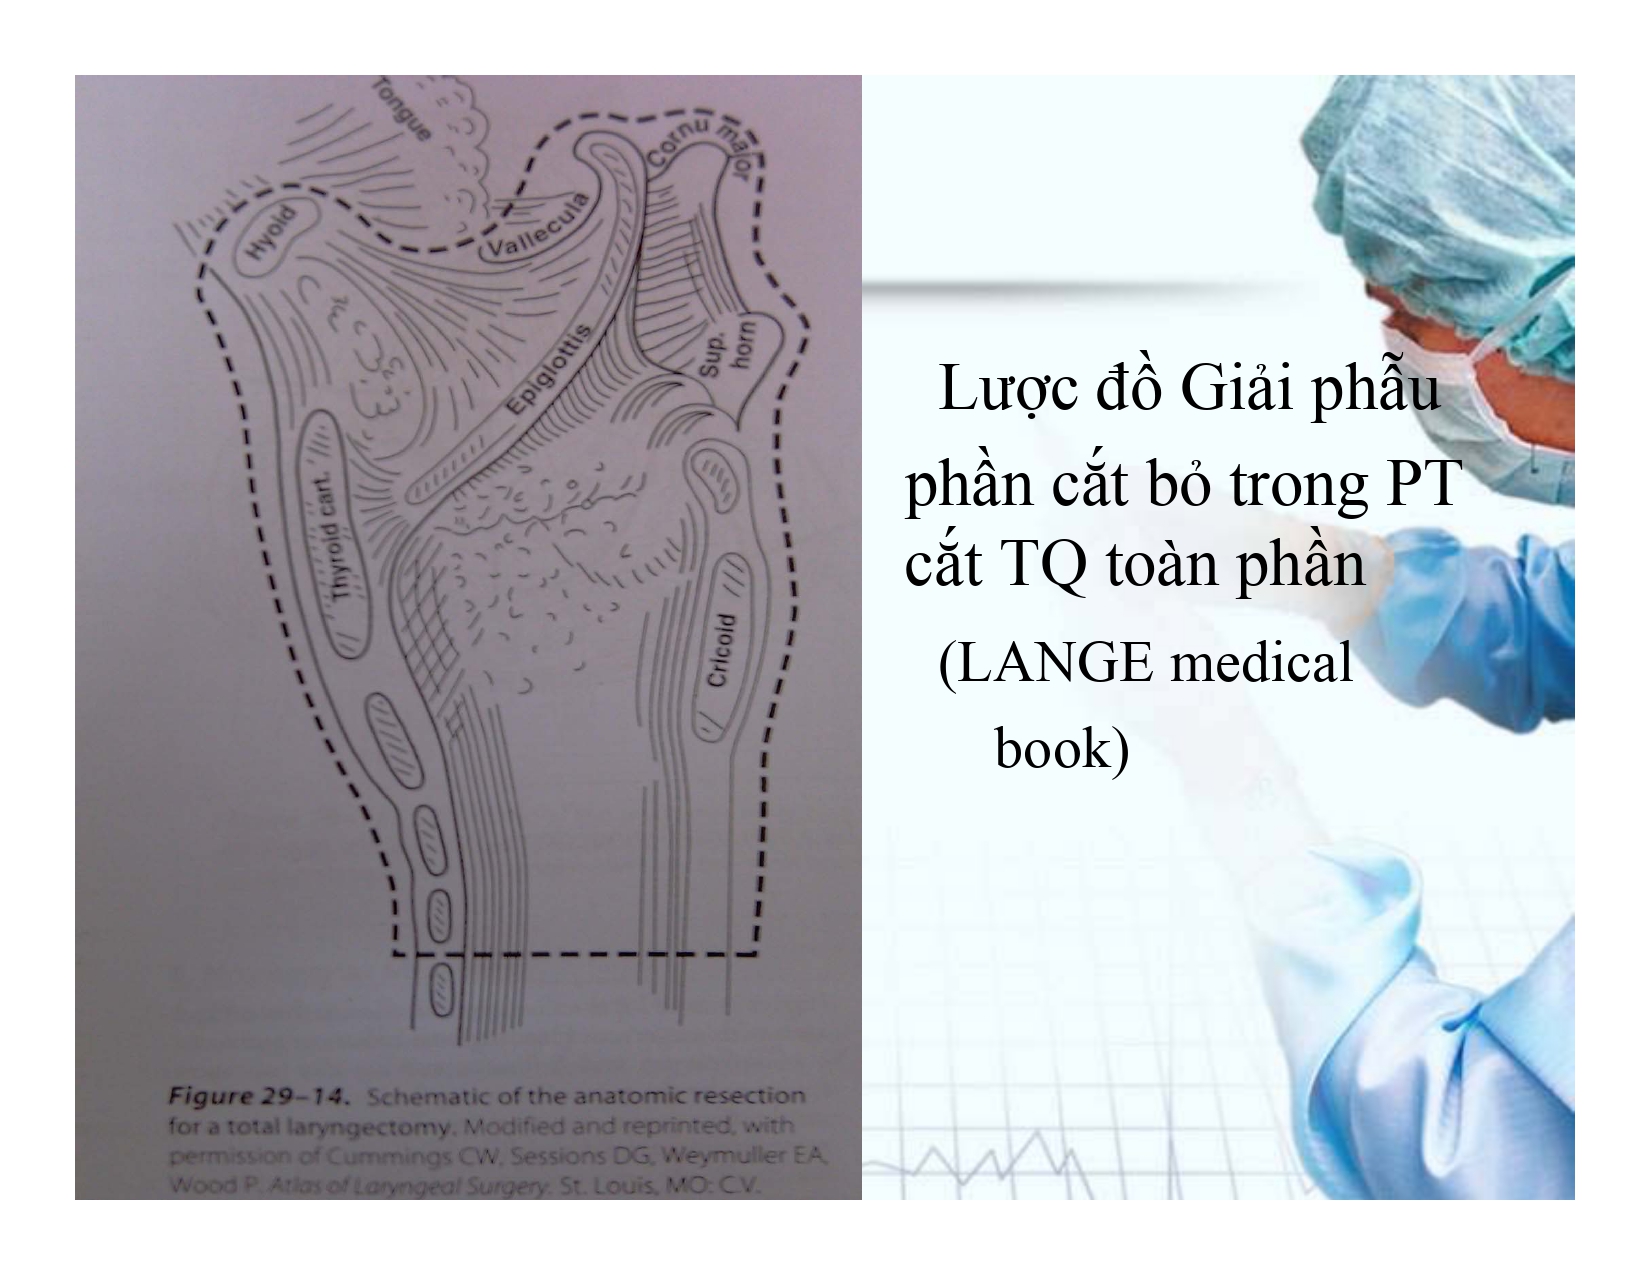 Tongue
Cornu major
Hyoid
Vallecula
Sup.
horn
Epiglottis
Thyroid cart.
Cricoid
Figure 29–14. Schematic of the anatomic resection
for a total laryngectomy. Modified and reprinted, with
permission of Cummings CW, Sessions DG, Weymuller EA,
Wood P. Atlas of Laryngeal Surgery. St. Louis, MO: C.V.
Lược đồ Giải phẫu
phần cắt bỏ trong PT
cắt TQ toàn phần
(LANGE medical
book)